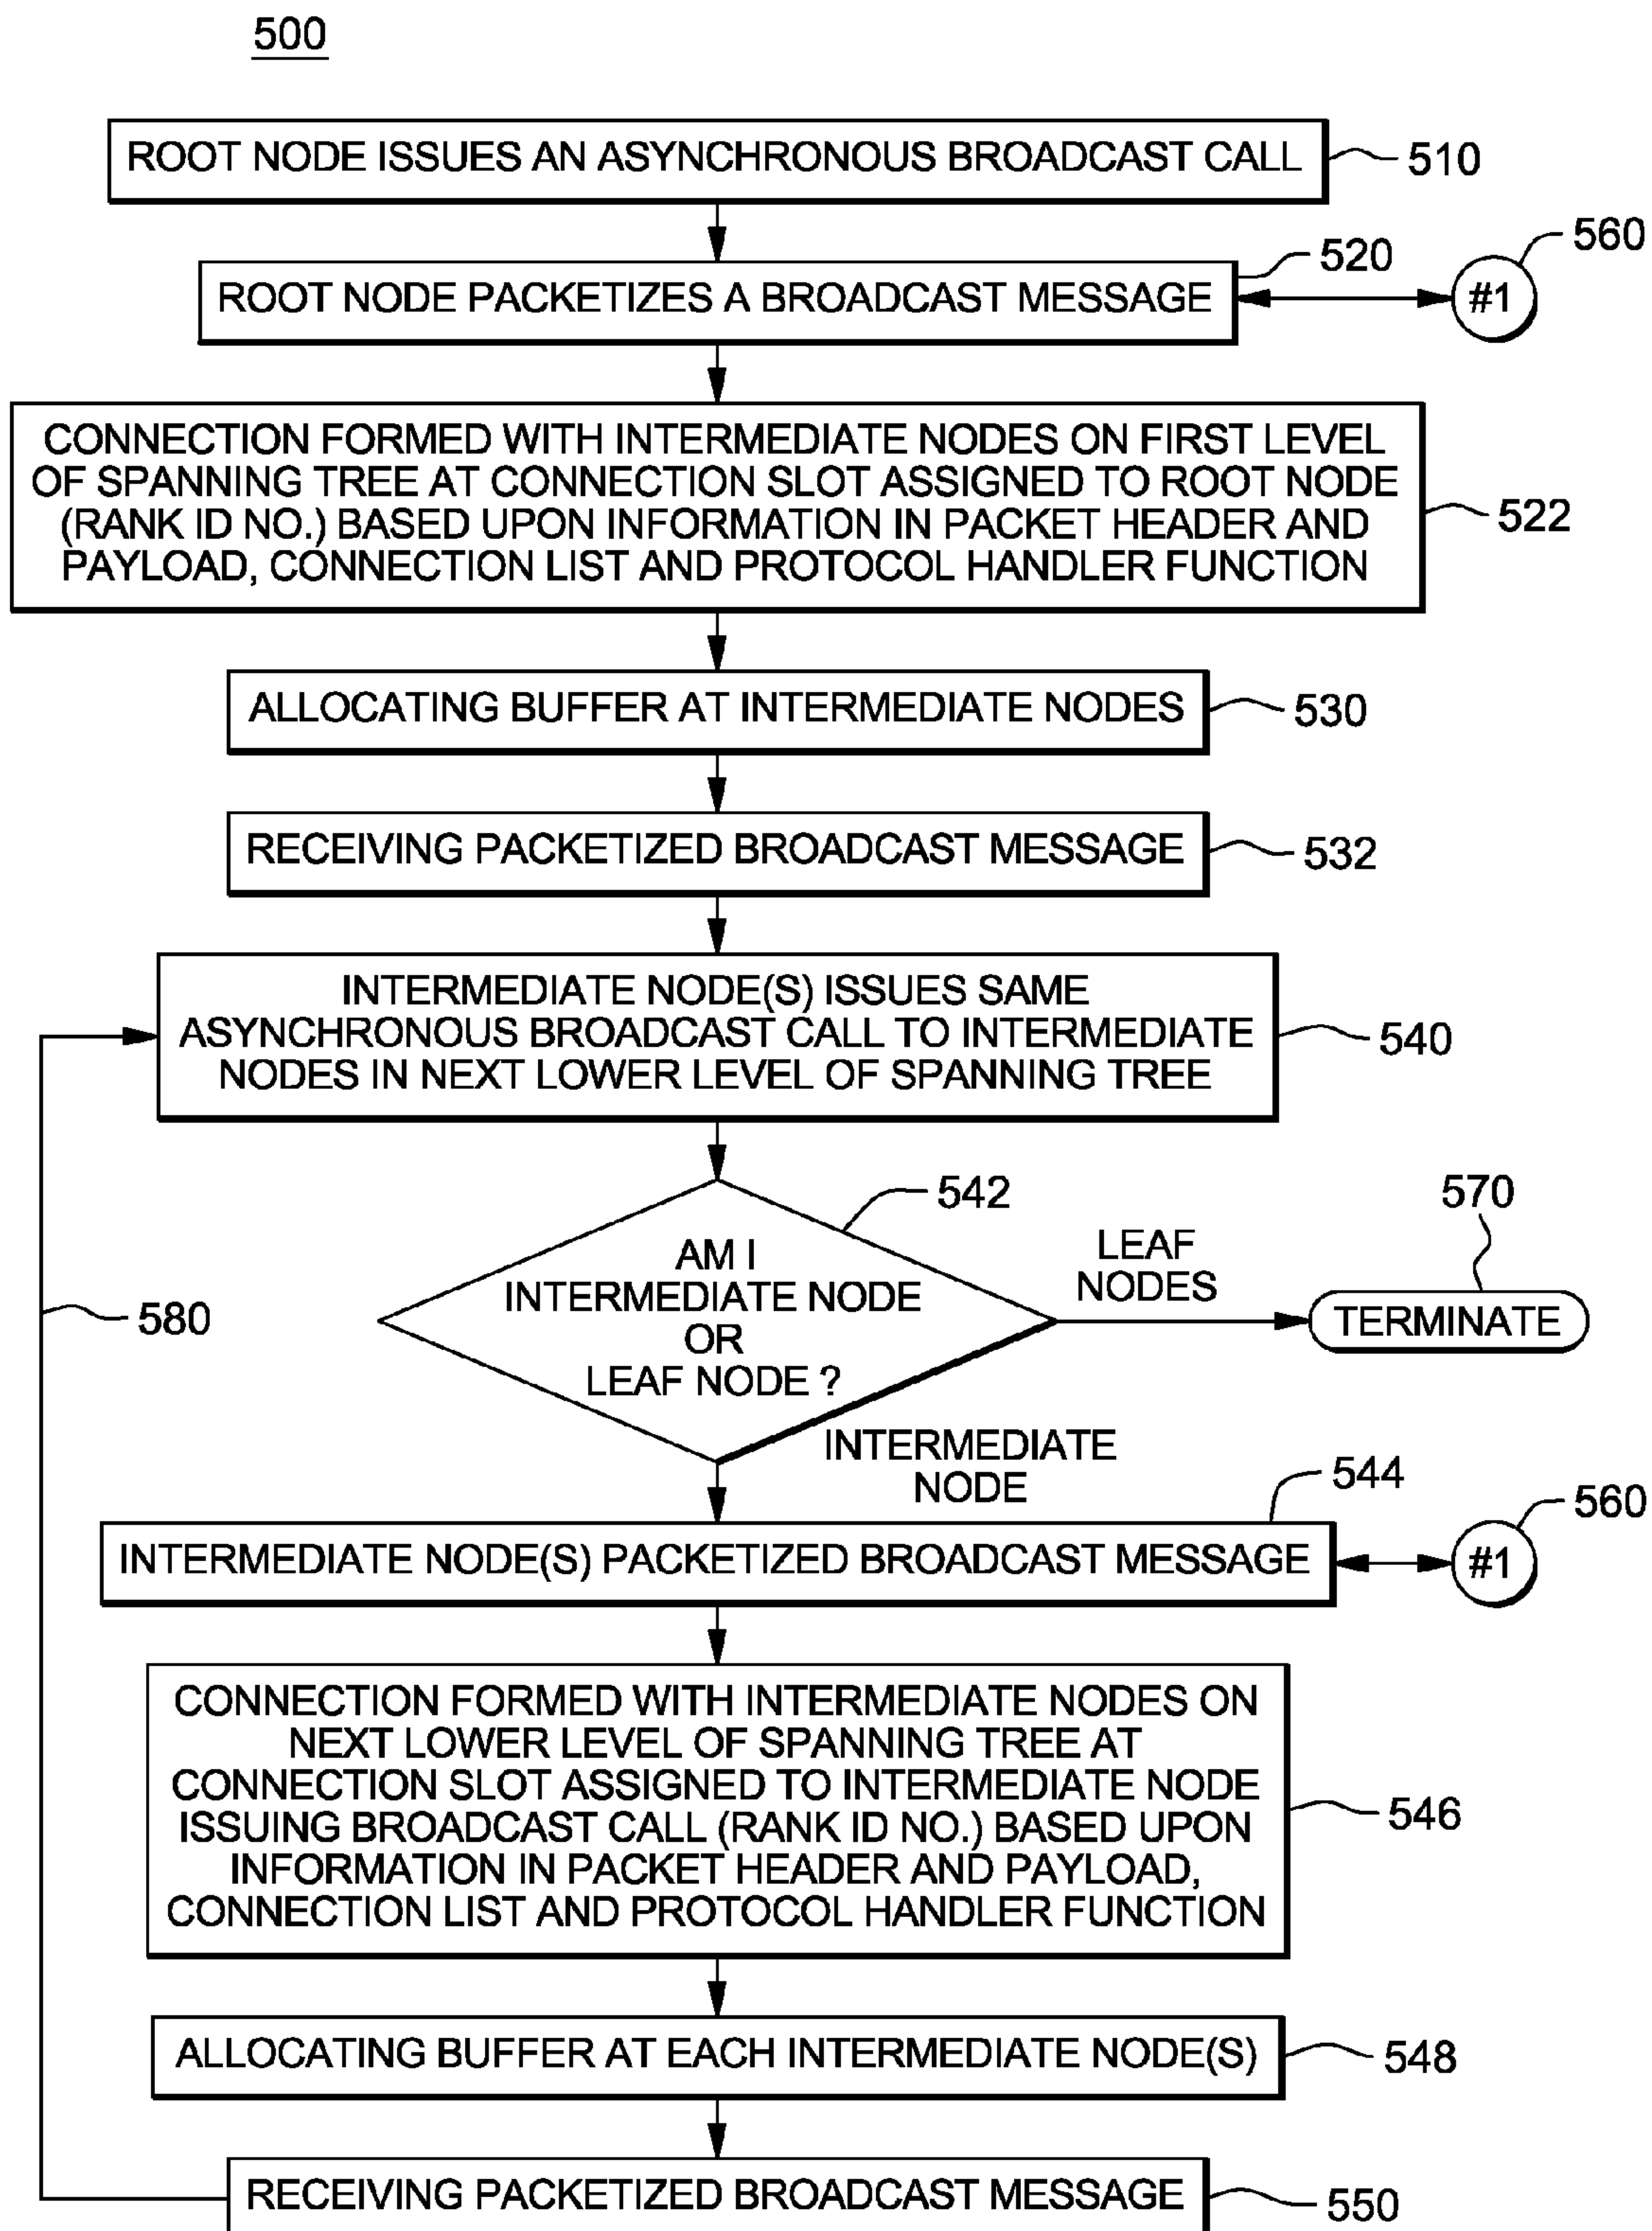 500
ROOT NODE ISSUES AN ASYNCHRONOUS BROADCAST CALL
510
560
520
ROOT NODE PACKETIZES A BROADCAST MESSAGE
#1
CONNECTION FORMED WITH INTERMEDIATE NODES ON FIRST LEVEL
OF SPANNING TREE AT CONNECTION SLOT ASSIGNED TO ROOT NODE
(RANK ID NO.) BASED UPON INFORMATION IN PACKET HEADER AND
PAYLOAD, CONNECTION LIST AND PROTOCOL HANDLER FUNCTION
522
ALLOCATING BUFFER AT INTERMEDIATE NODES
530
RECEIVING PACKETIZED BROADCAST MESSAGE
532
INTERMEDIATE NODE(S) ISSUES SAME
ASYNCHRONOUS BROADCAST CALL TO INTERMEDIATE
NODES IN NEXT LOWER LEVEL OF SPANNING TREE
540
542
AM I
INTERMEDIATE NODE
OR
LEAF NODE ?
LEAF
NODES
570
TERMINATE
580
INTERMEDIATE
NODE
544
560
INTERMEDIATE NODE(S) PACKETIZED BROADCAST MESSAGE
#1
CONNECTION FORMED WITH INTERMEDIATE NODES ON
NEXT LOWER LEVEL OF SPANNING TREE AT
CONNECTION SLOT ASSIGNED TO INTERMEDIATE NODE
ISSUING BROADCAST CALL (RANK ID NO.) BASED UPON
INFORMATION IN PACKET HEADER AND PAYLOAD,
CONNECTION LIST AND PROTOCOL HANDLER FUNCTION
546
ALLOCATING BUFFER AT EACH INTERMEDIATE NODE(S)
548
RECEIVING PACKETIZED BROADCAST MESSAGE
550